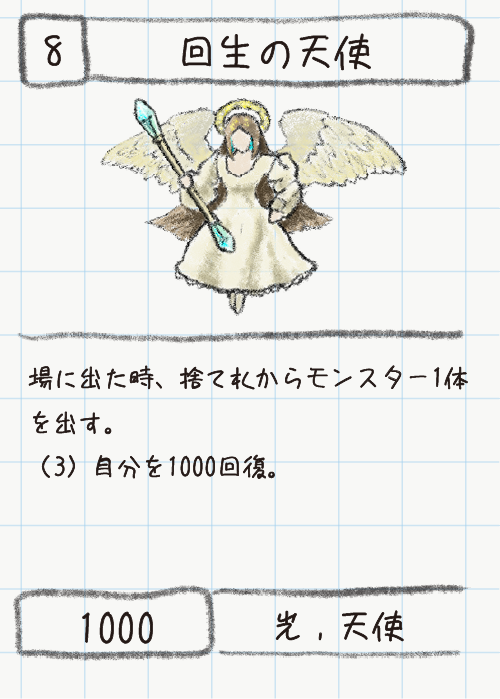 8
回生の天使
場に出た時、捨て札からモンスター1体
を出す。
（3）自分を1000回復。
1000
光，天使